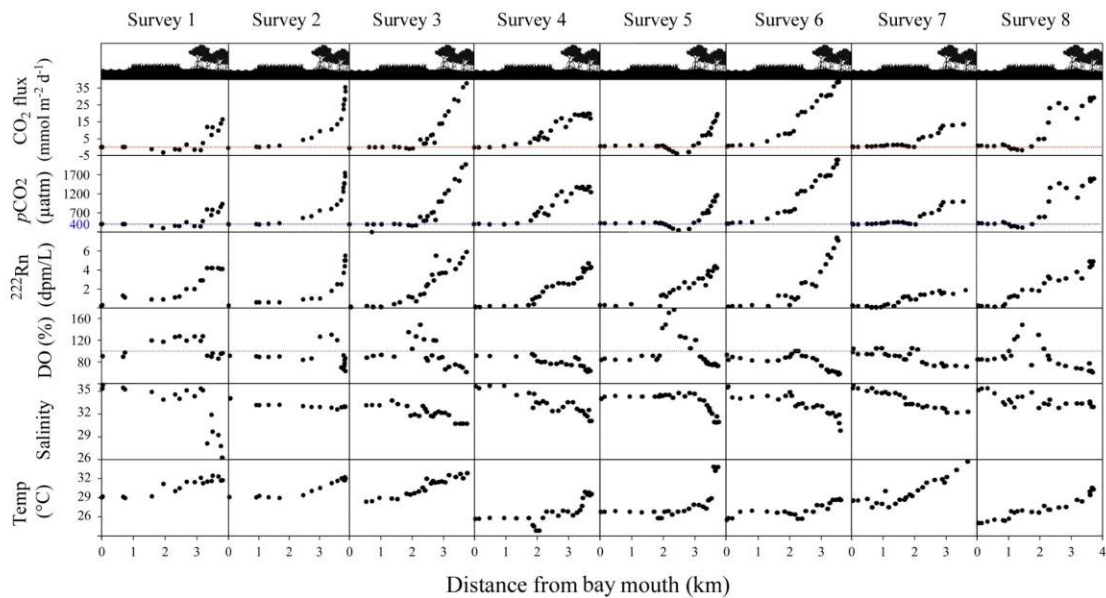 Survey 1 Survey 2 Survey 3 Survey 4 Survey 5 Survey 6 Survey 7 Survey 8
CO2 flux
(mmol m-2 d-1)
35
25
15
5
-5
pCO2
(µatm)
1700
1200
700
400
222Rn
(dpm/L)
6
4
2
DO (%)
160
120
80
Salinity
35
32
29
26
Temp
(°C)
32
29
26
0 1 2 3 0 1 2 3 0 1 2 3 0 1 2 3 0 1 2 3 0 1 2 3 0 1 2 3 0 1 2 3 4
Distance from bay mouth (km)